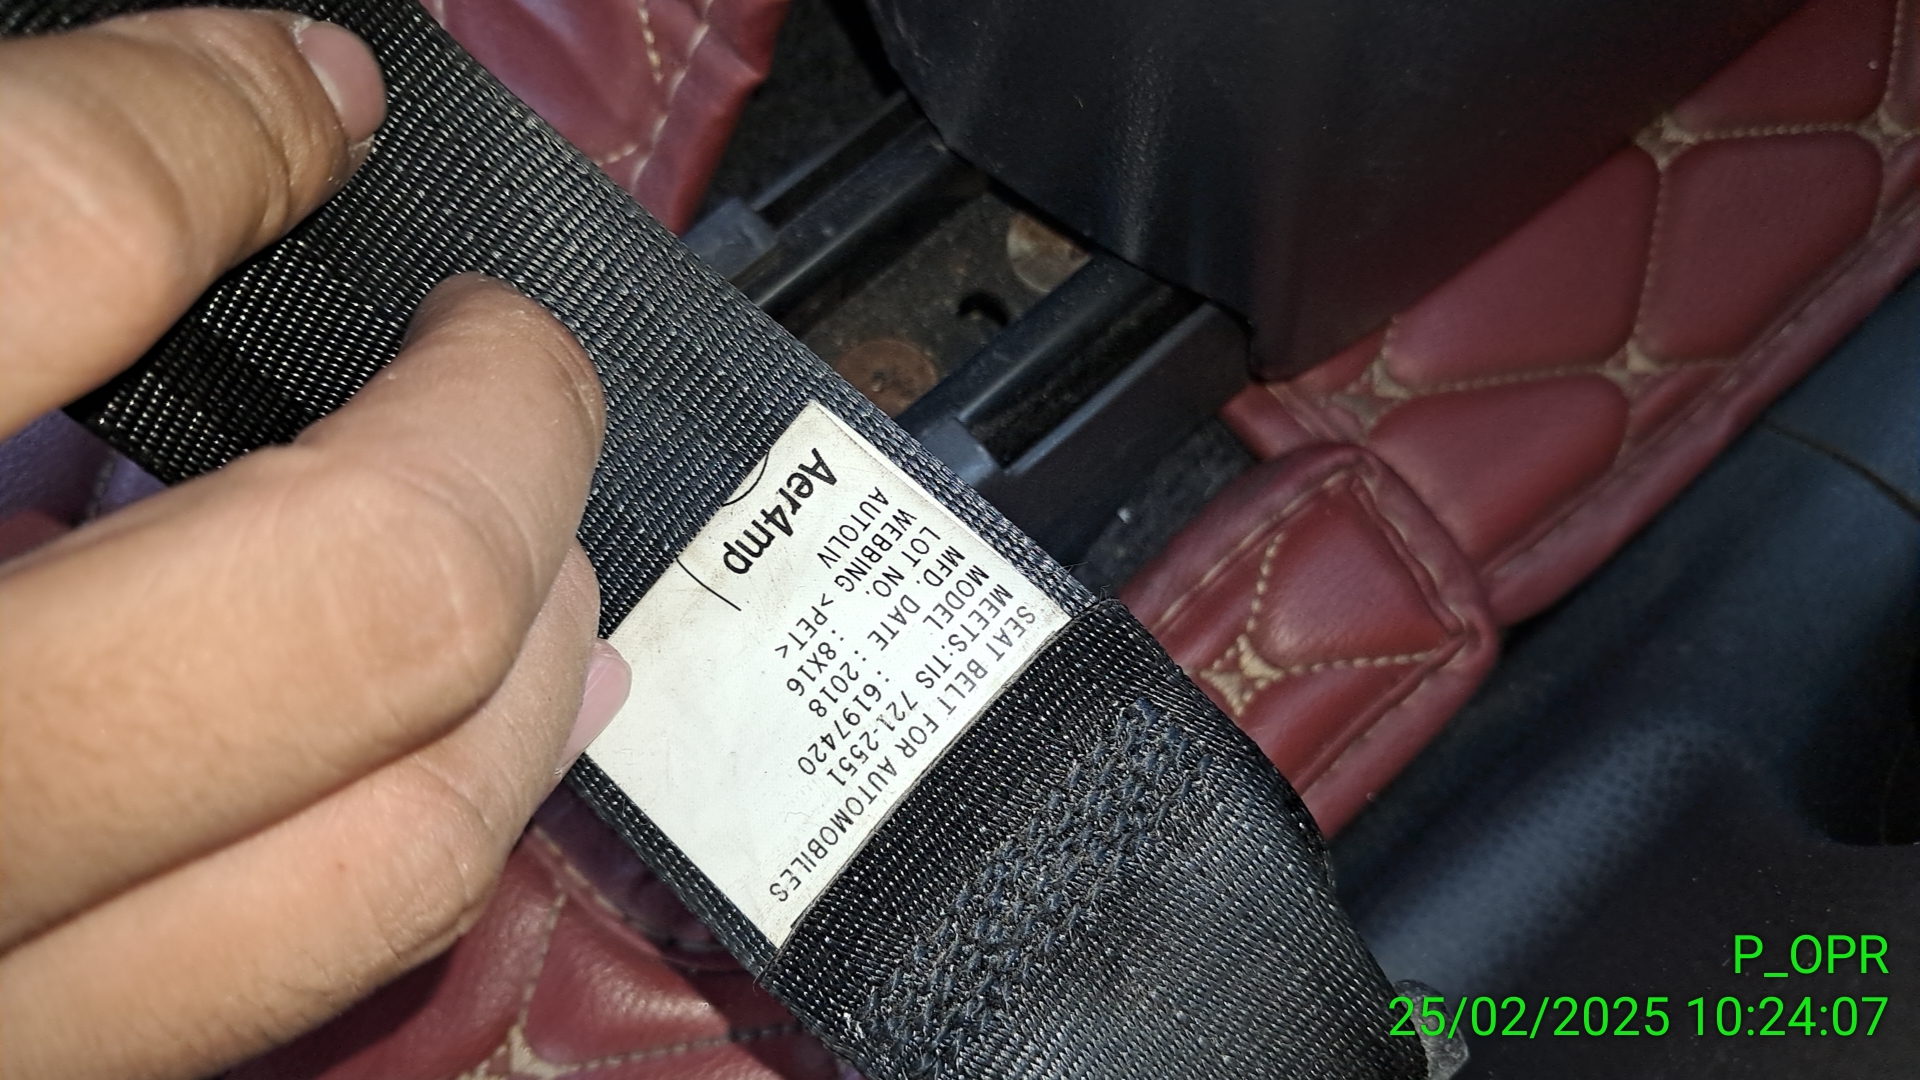 SEAT BELT FOR AUTOMOBILES
MEETS:TIS 721-2551
MODEL :6197420
MFD. DATE :2018
LOT NO. :8X16
WEBBING >PET<
AUTOLIV
Aer4mp
P_OPR
25/02/2025 10:24:07